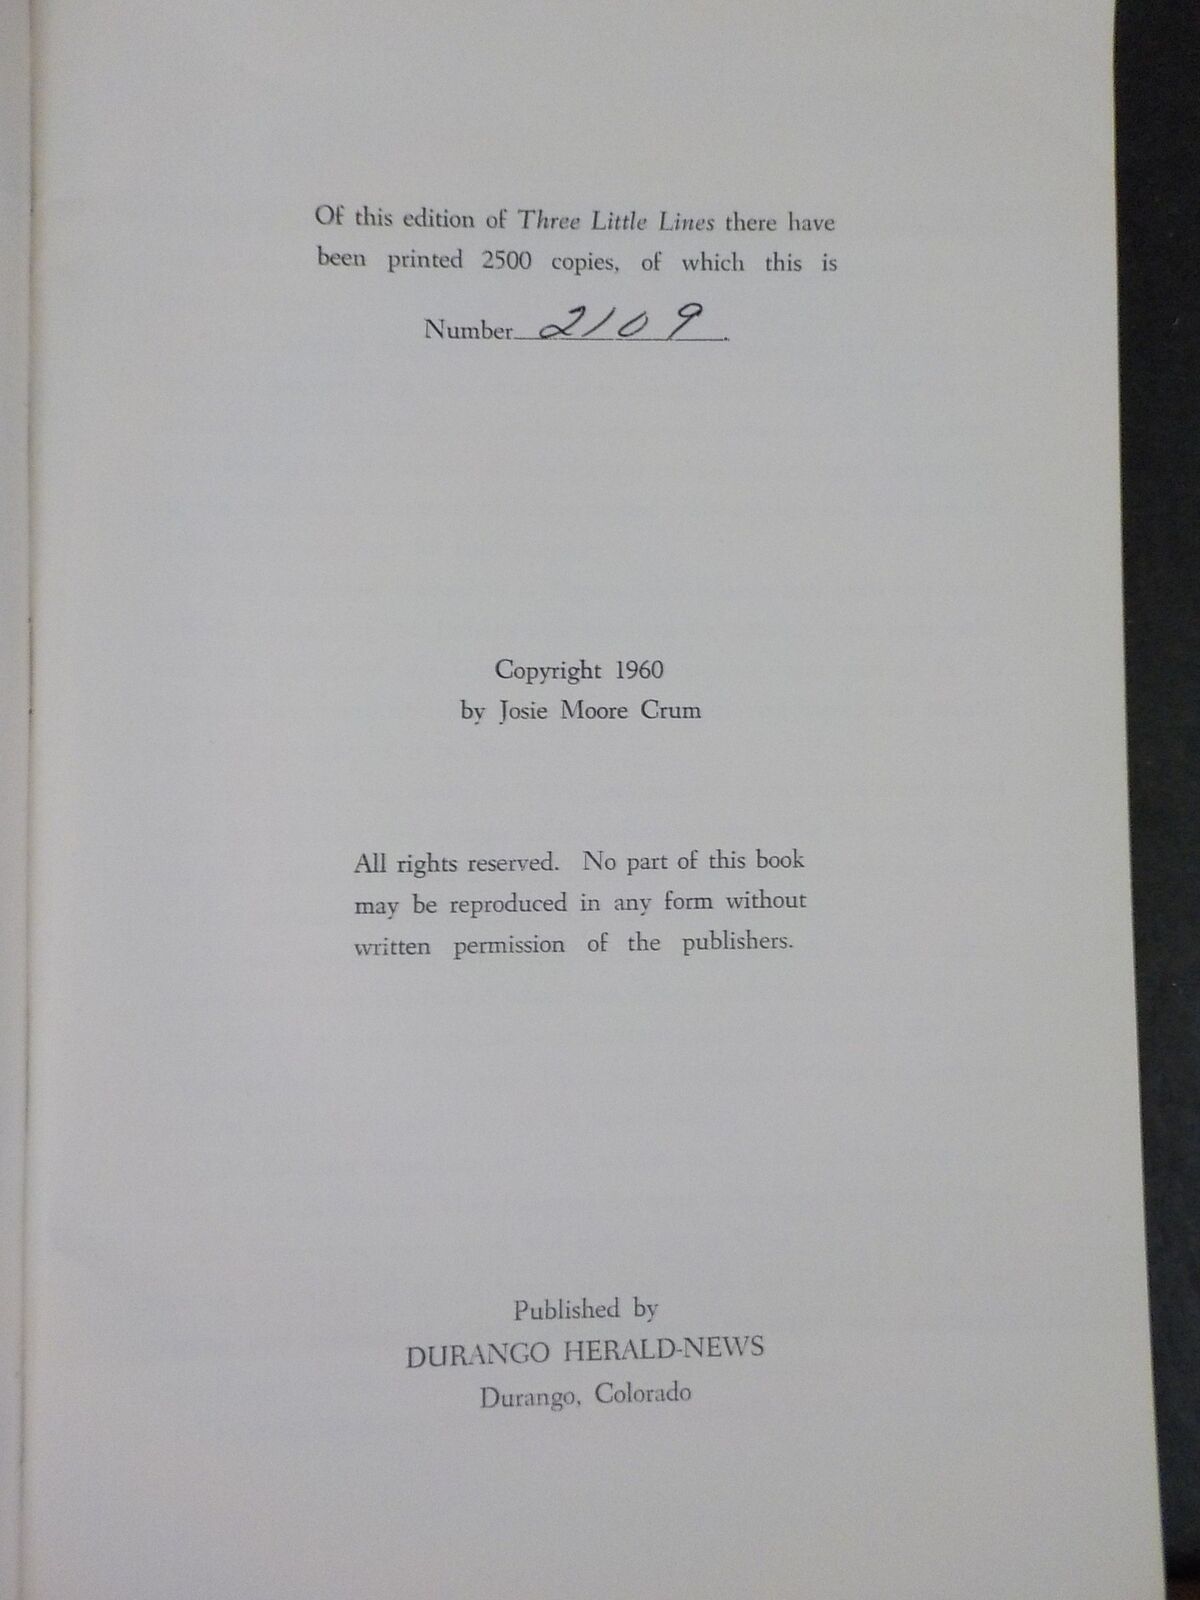 Of this edition of Three Little Lines there have
been printed 2500 copies, of which this is
Number 2109.
Copyright 1960
by Josie Moore Crum
All rights reserved. No part of this book
may be reproduced in any form without
written permission of the publishers.
Published by
DURANGO HERALD-NEWS
Durango, Colorado